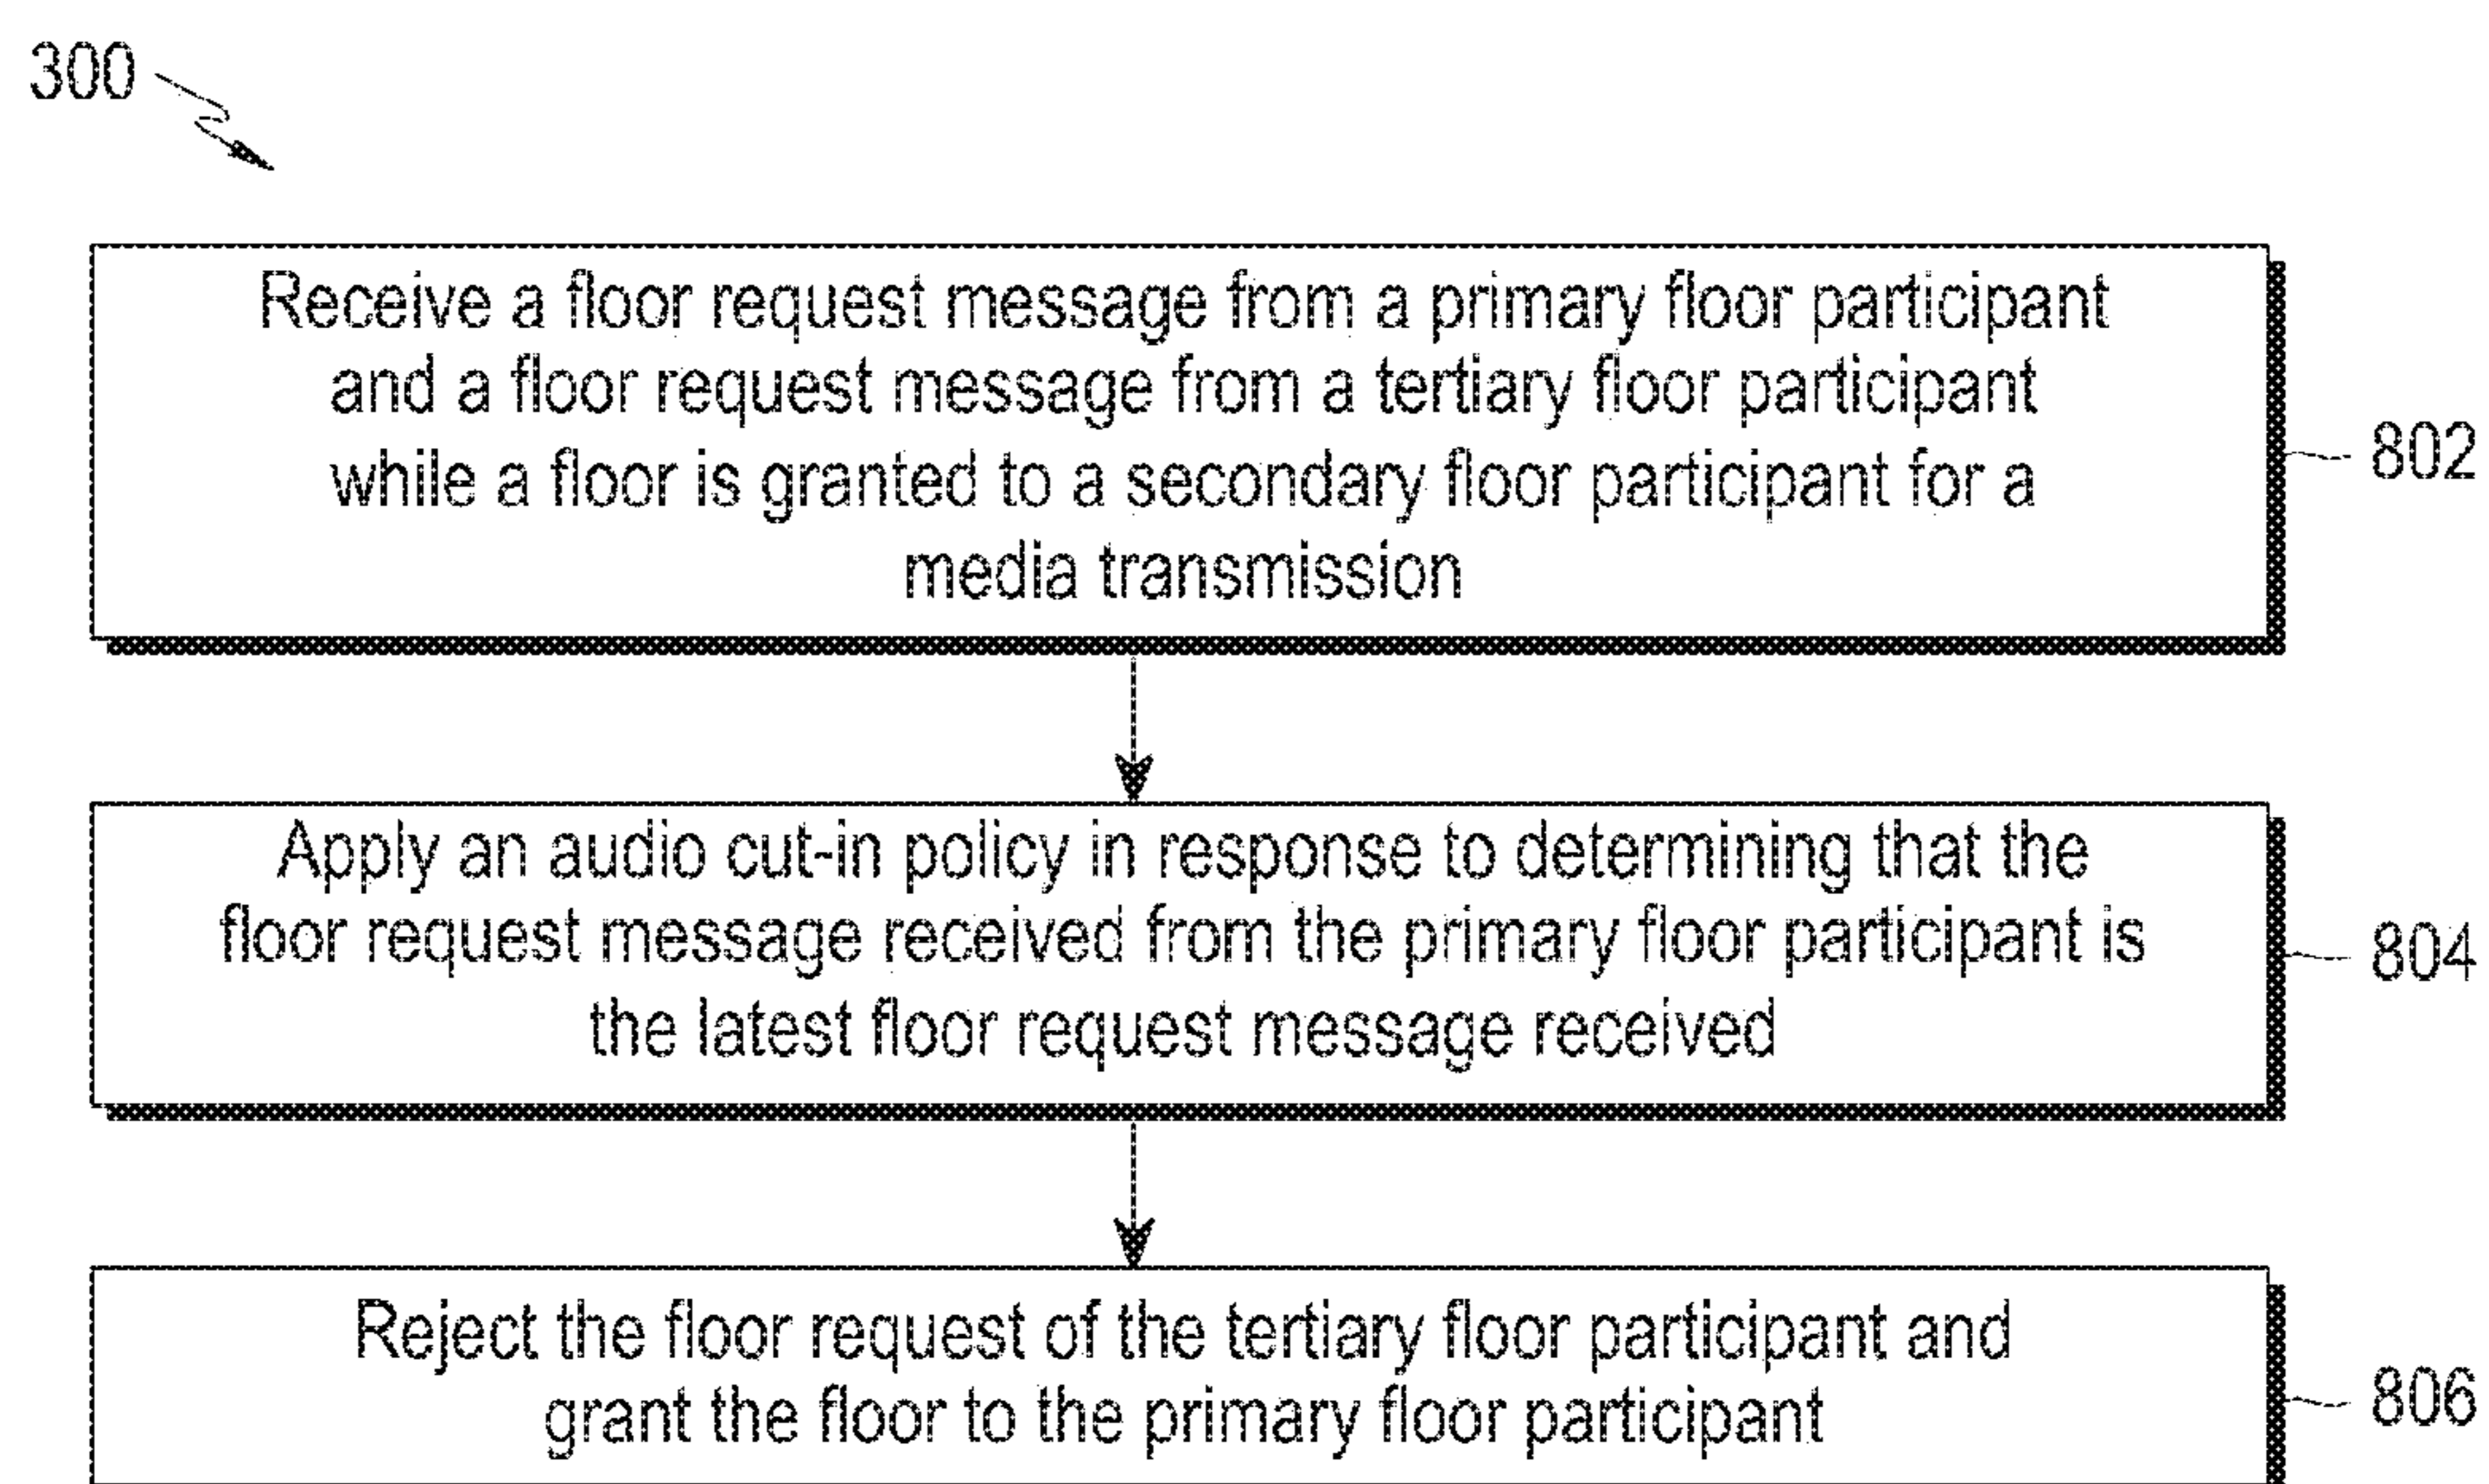 300
Receive a floor request message from a primary floor participant
and a floor request message from a tertiary floor participant
while a floor is granted to a secondary floor participant for a
media transmission
802
Apply an audio cut-in policy in response to determining that the
floor request message received from the primary floor participant is
the latest floor request message received
804
Reject the floor request of the tertiary floor participant and
grant the floor to the primary floor participant
806